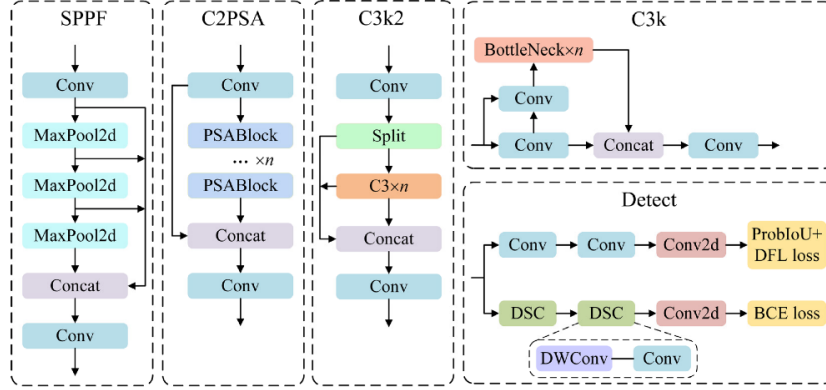 SPPF
Conv
MaxPool2d
MaxPool2d
MaxPool2d
Concat
Conv
C2PSA
Conv
PSABlock
... ×n
PSABlock
Concat
Conv
C3k2
Conv
Split
C3×n
Concat
Conv
C3k
BottleNeck×n
Conv
Conv
Concat
Conv
Detect
Conv
Conv
Conv2d
ProbIoU+
DFL loss
DSC
DSC
Conv2d
BCE loss
DWConv
Conv